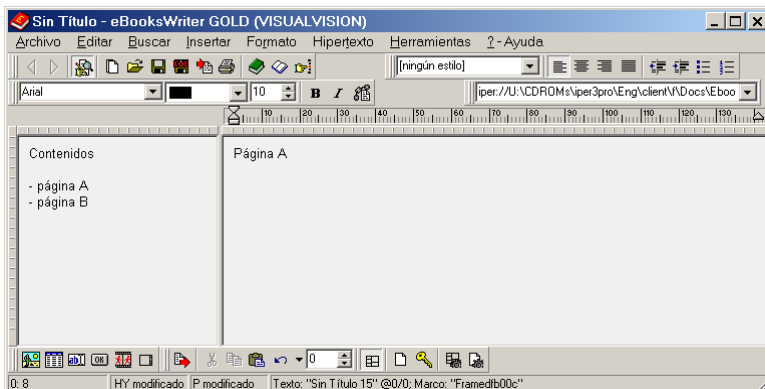 Sin Título - eBooksWriter GOLD (VISUALVISION)
Archivo Editar Buscar Insertar Formato Hipertexto Herramientas ?-Ayuda
[ningún estilo]
Arial 10 B I iper://U:\CDROMs\iper3pro\Eng\client\f\Docs\Eboo
10 20 30 40 50 60 70 80 90 100 110 120 130
Contenidos
- página A
- página B
Página A
OK 0
0: 8 HY modificado P modificado Texto: "Sin Título 15" @0/0; Marco: "Framedfb00c"